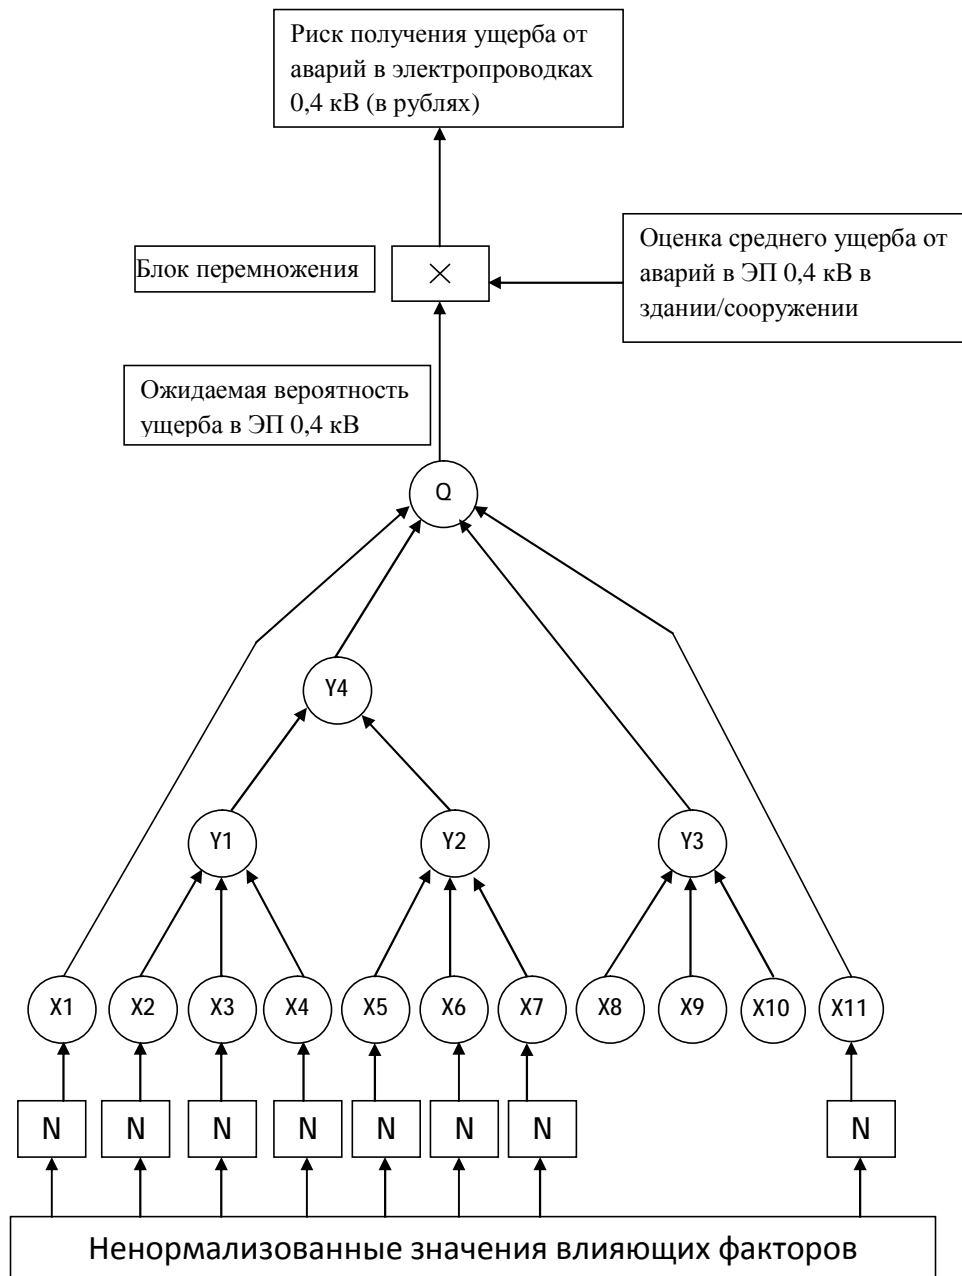 Риск получения ущерба от
аварий в электропроводках
0,4 кВ (в рублях)
Оценка среднего ущерба от
аварий в ЭП 0,4 кВ в
здании/сооружении
Блок перемножения
×
Ожидаемая вероятность
ущерба в ЭП 0,4 кВ
Q
Y4
Y1 Y2 Y3
X1 X2 X3 X4 X5 X6 X7 X8 X9 X10 X11
N N N N N N N N
Ненормализованные значения влияющих факторов